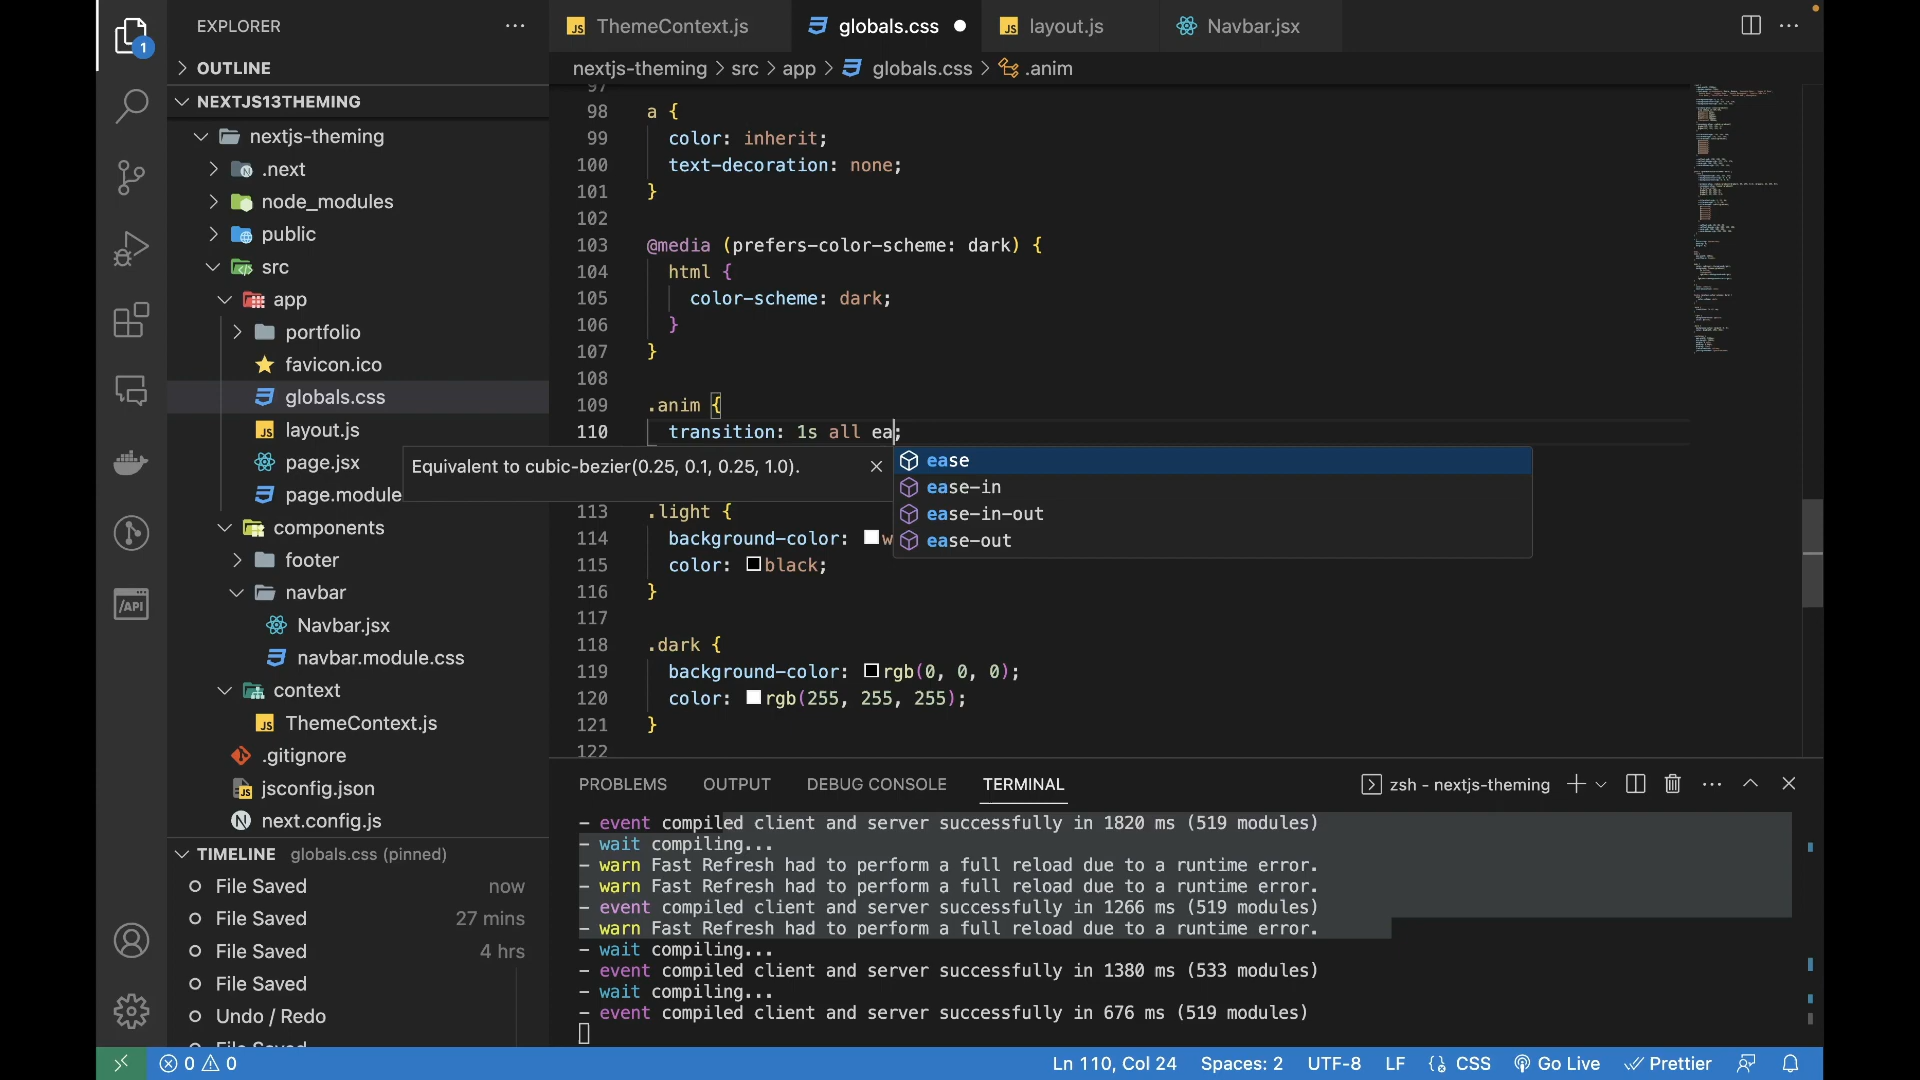 EXPLORER
OUTLINE
NEXTJS13THEMING
nextjs-theming
.next
node_modules
public
src
app
portfolio
favicon.ico
globals.css
layout.js
page.jsx
page.module
components
footer
navbar
Navbar.jsx
navbar.module.css
context
ThemeContext.js
.gitignore
jsconfig.json
next.config.js
TIMELINE globals.css (pinned)
File Saved now
File Saved 27 mins
File Saved 4 hrs
File Saved
Undo / Redo
File Saved
1
/API
ThemeContext.js globals.css layout.js Navbar.jsx
nextjs-theming > src > app > globals.css > .anim
97
98 a {
99 color: inherit;
100 text-decoration: none;
101 }
102
103 @media (prefers-color-scheme: dark) {
104 html {
105 color-scheme: dark;
106 }
107 }
108
109 .anim {
110 transition: 1s all ea;
Equivalent to cubic-bezier(0.25, 0.1, 0.25, 1.0).
ease
ease-in
ease-in-out
ease-out
113 .light {
114 background-color: w
115 color: black;
116 }
117
118 .dark {
119 background-color: rgb(0, 0, 0);
120 color: rgb(255, 255, 255);
121 }
122
PROBLEMS OUTPUT DEBUG CONSOLE TERMINAL zsh - nextjs-theming
- event compiled client and server successfully in 1820 ms (519 modules)
- wait compiling...
- warn Fast Refresh had to perform a full reload due to a runtime error.
- warn Fast Refresh had to perform a full reload due to a runtime error.
- event compiled client and server successfully in 1266 ms (519 modules)
- warn Fast Refresh had to perform a full reload due to a runtime error.
- wait compiling...
- event compiled client and server successfully in 1380 ms (533 modules)
- wait compiling...
- event compiled client and server successfully in 676 ms (519 modules)
0 0 Ln 110, Col 24 Spaces: 2 UTF-8 LF CSS Go Live Prettier